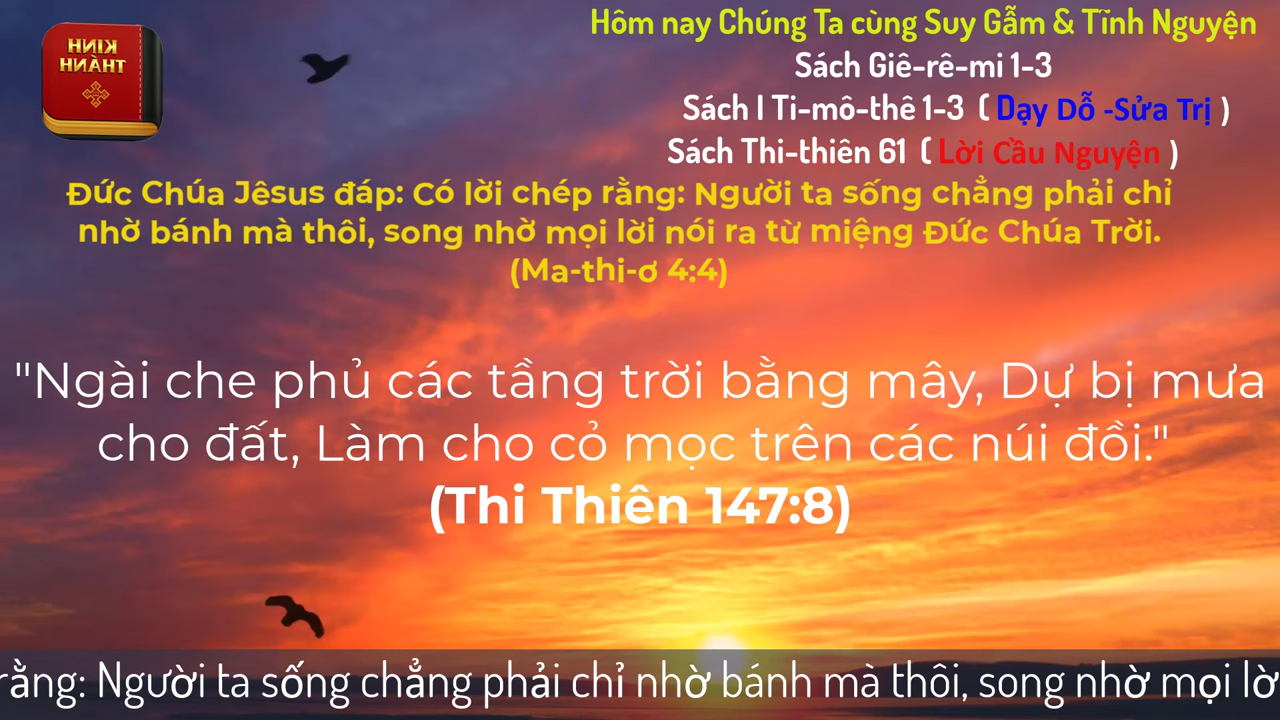 KINH
THÁNH
Hôm nay Chúng Ta cùng Suy Gẫm & Tĩnh Nguyện
Sách Giê-rê-mi 1-3
Sách I Ti-mô-thê 1-3 ( Dạy Dỗ -Sửa Trị )
Sách Thi-thiên 61 ( Lời Cầu Nguyện )
Đức Chúa Jêsus đáp: Có lời chép rằng: Người ta sống chẳng phải chỉ
nhờ bánh mà thôi, song nhờ mọi lời nói ra từ miệng Đức Chúa Trời.
(Ma-thi-ơ 4:4)
"Ngài che phủ các tầng trời bằng mây, Dự bị mưa
cho đất, Làm cho cỏ mọc trên các núi đồi."
(Thi Thiên 147:8)
rằng: Người ta sống chẳng phải chỉ nhờ bánh mà thôi, song nhờ mọi lờ